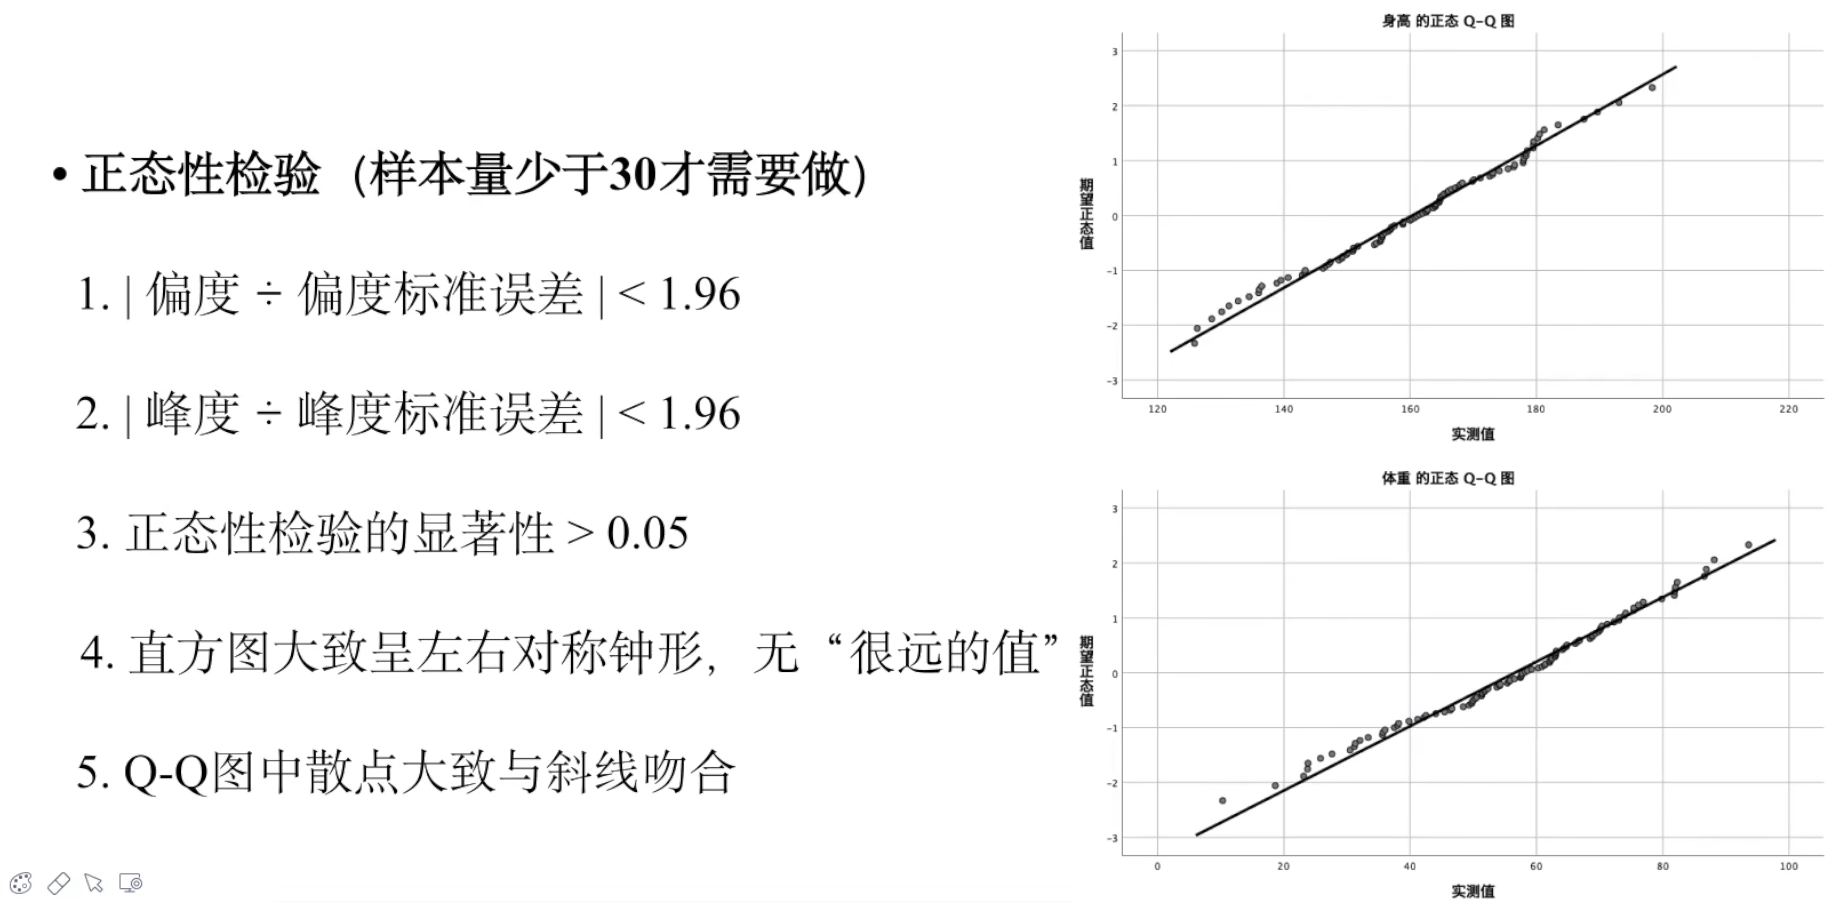 • 正态性检验（样本量少于30才需要做）
1. | 偏度 ÷ 偏度标准误差 | < 1.96
2. | 峰度 ÷ 峰度标准误差 | < 1.96
3. 正态性检验的显著性 > 0.05
4. 直方图大致呈左右对称钟形，无“很远的值”
5. Q-Q图中散点大致与斜线吻合
身高 的正态 Q-Q 图
期望正态值
3
2
1
0
-1
-2
-3
120 140 160 180 200 220
实测值
体重 的正态 Q-Q 图
期望正态值
3
2
1
0
-1
-2
-3
0 20 40 60 80 100
实测值